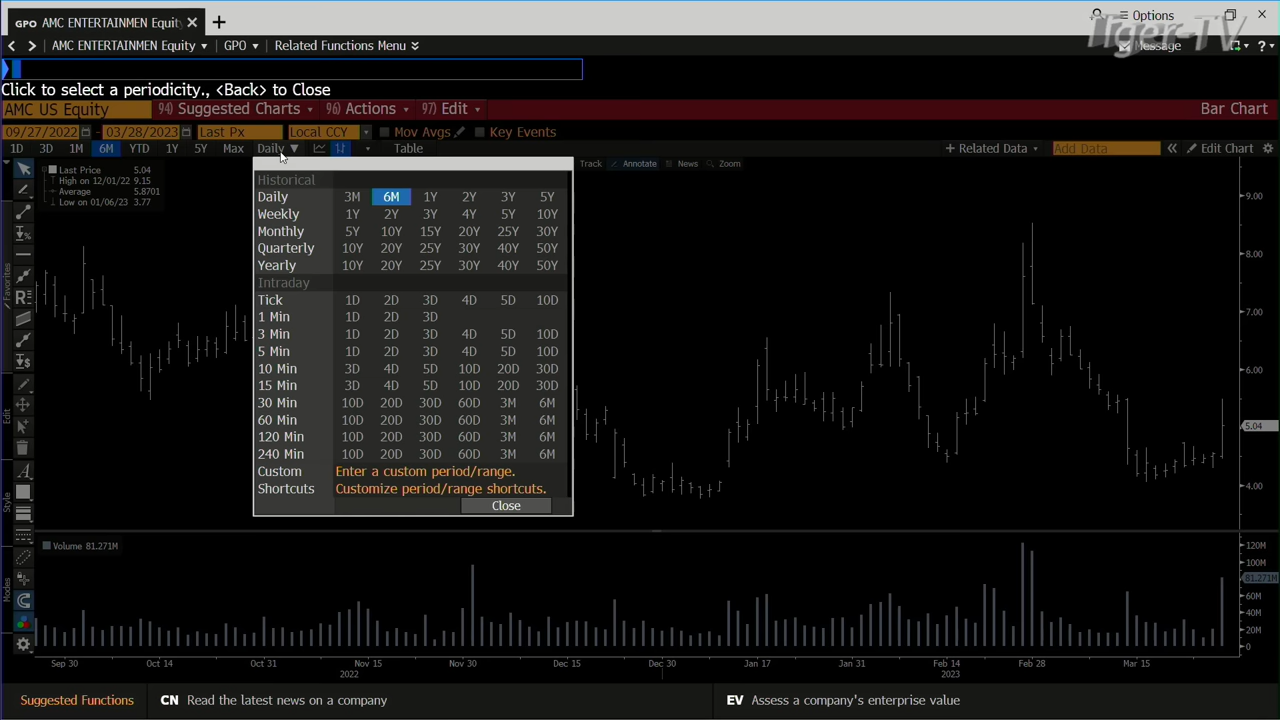 GPO AMC ENTERTAINMEN Equity
Options
Tiger-TV
AMC ENTERTAINMEN Equity GPO Related Functions Menu
Message ?
Click to select a periodicity., <Back> to Close
AMC US Equity 94) Suggested Charts 96) Actions 97) Edit Bar Chart
09/27/2022 03/28/2023 Last Px Local CCY Mov Avgs Key Events
1D 3D 1M 6M YTD 1Y 5Y Max Daily Table + Related Data Add Data Edit Chart
Track Annotate News Zoom
Last Price 5.04
High on 12/01/22 9.15
Average 5.8701
Low on 01/06/23 3.77
Historical
Daily 3M 6M 1Y 2Y 3Y 5Y
Weekly 1Y 2Y 3Y 4Y 5Y 10Y
Monthly 5Y 10Y 15Y 20Y 25Y 30Y
Quarterly 10Y 20Y 25Y 30Y 40Y 50Y
Yearly 10Y 20Y 25Y 30Y 40Y 50Y
Intraday
Tick 1D 2D 3D 4D 5D 10D
1 Min 1D 2D 3D
3 Min 1D 2D 3D 4D 5D 10D
5 Min 1D 2D 3D 4D 5D 10D
10 Min 3D 4D 5D 10D 20D 30D
15 Min 3D 4D 5D 10D 20D 30D
30 Min 10D 20D 30D 60D 3M 6M
60 Min 10D 20D 30D 60D 3M 6M
120 Min 10D 20D 30D 60D 3M 6M
240 Min 10D 20D 30D 60D 3M 6M
Custom Enter a custom period/range.
Shortcuts Customize period/range shortcuts.
Close
Favorites
Edit
Style
Modes
9.00
8.00
7.00
6.00
5.04
4.00
Volume 81.271M
120M
100M
81.271M
60M
40M
20M
0
Sep 30 Oct 14 Oct 31 Nov 15 Nov 30 Dec 15 Dec 30 Jan 17 Jan 31 Feb 14 Feb 28 Mar 15
2022 2023
Suggested Functions CN Read the latest news on a company EV Assess a company's enterprise value